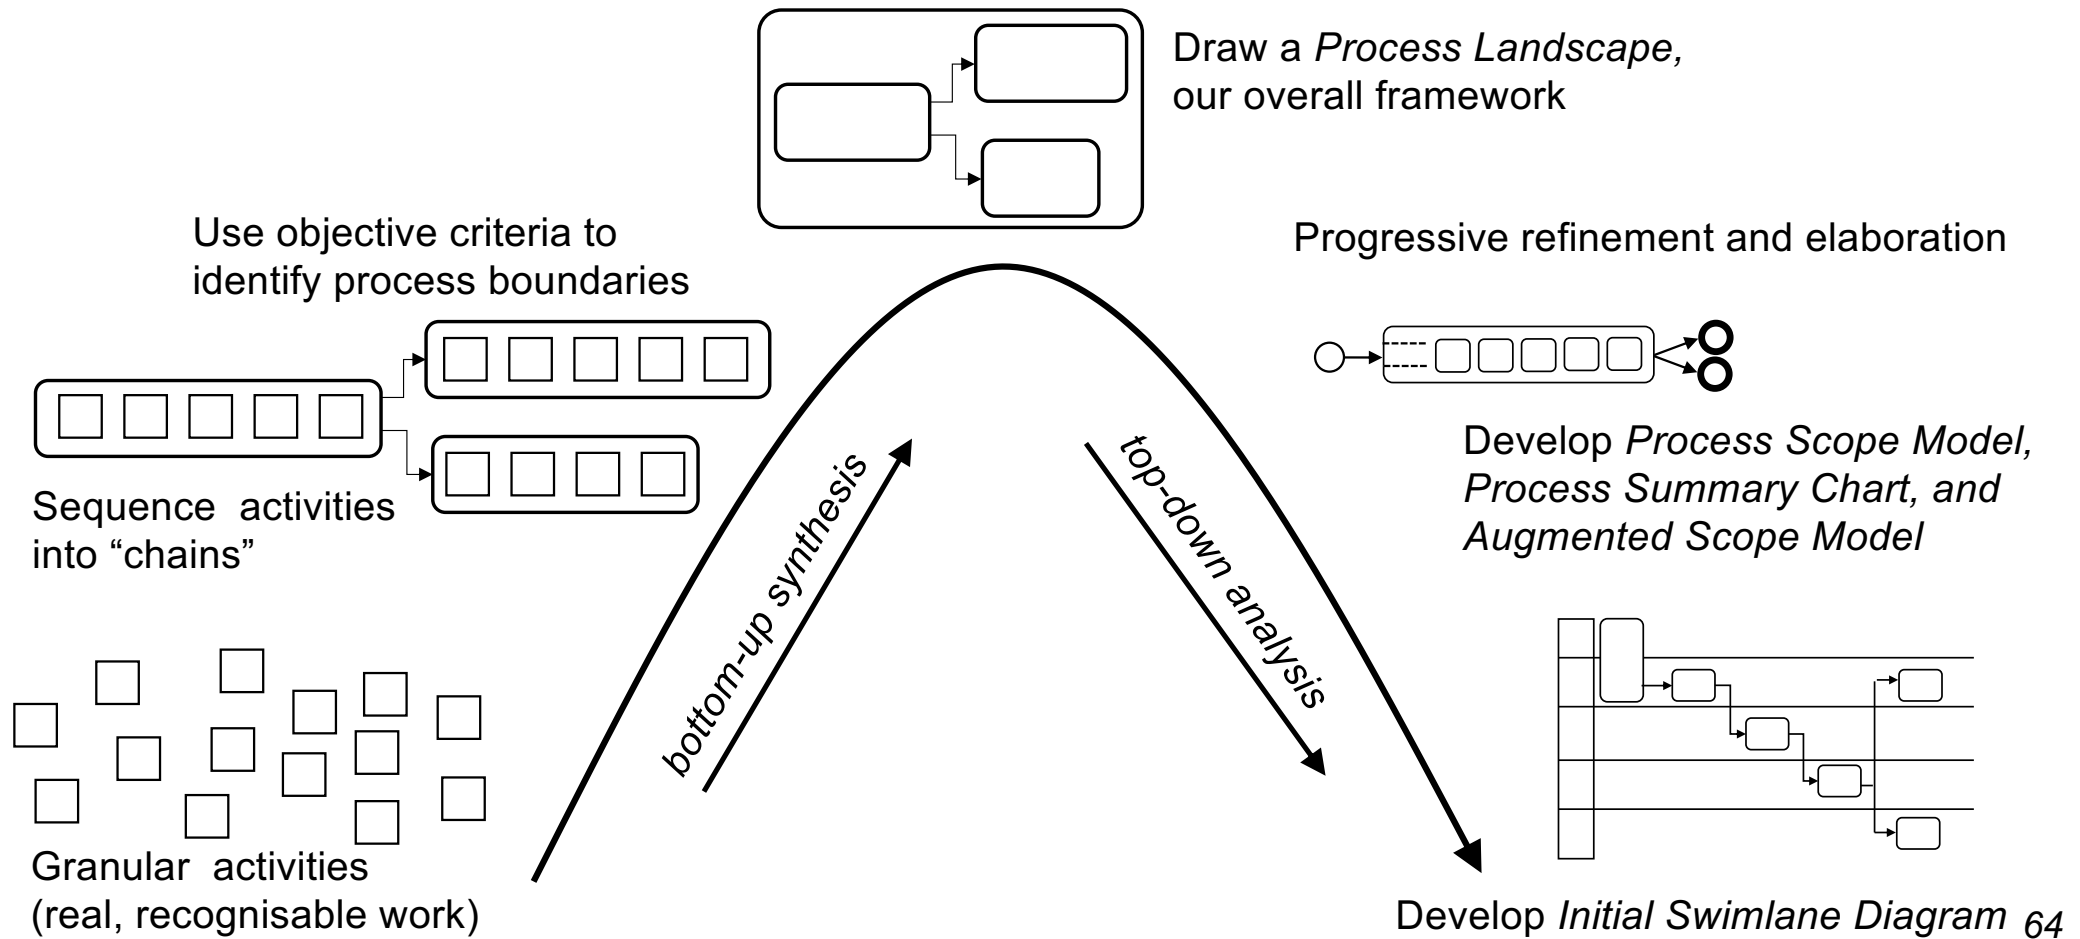 Draw a Process Landscape,
our overall framework
Use objective criteria to
identify process boundaries
Sequence activities
into “chains”
Granular activities
(real, recognisable work)
bottom-up synthesis
top-down analysis
Progressive refinement and elaboration
Develop Process Scope Model,
Process Summary Chart, and
Augmented Scope Model
Develop Initial Swimlane Diagram
64